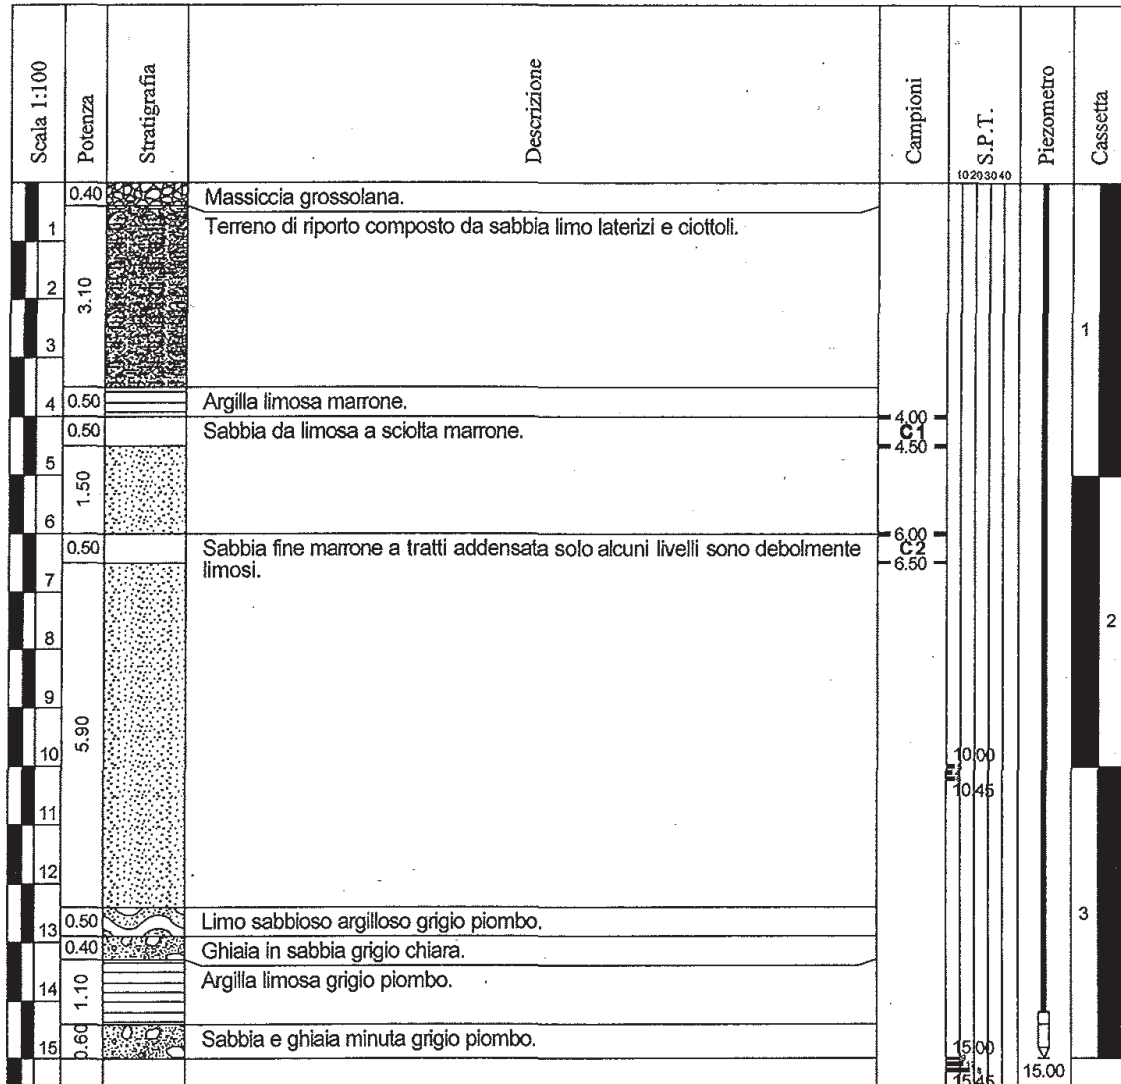 Scala 1:100
Potenza
Stratigrafia
Descrizione
Campioni
S.P.T.
Piezometro
Cassetta
10 20 30 40
0.40
Massiccia grossolana.
1
Terreno di riporto composto da sabbia limo laterizi e ciottoli.
2
3.10
3
1
4
0.50
Argilla limosa marrone.
4.00
0.50
Sabbia da limosa a sciolta marrone.
C1
4.50
5
1.50
6
6.00
0.50
Sabbia fine marrone a tratti addensata solo alcuni livelli sono debolmente
limosi.
C2
6.50
7
8
2
9
5.90
10
10.00
10.45
11
12
13
0.50
Limo sabbioso argilloso grigio piombo.
3
0.40
Ghiaia in sabbia grigio chiara.
14
1.10
Argilla limosa grigio piombo.
15
0.60
Sabbia e ghiaia minuta grigio piombo.
15.00
15.00
15.45